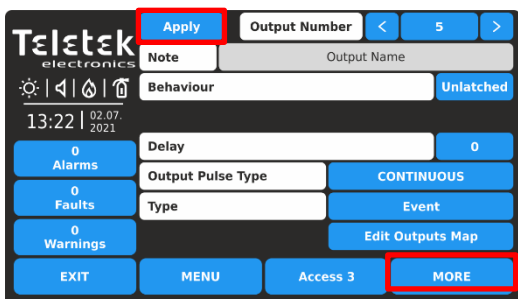 Teletek
electronics
13:22 02.07.
2021
0
Alarms
0
Faults
0
Warnings
Apply
Output Number < 5 >
Note
Output Name
Behaviour
Unlatched
Delay
0
Output Pulse Type
CONTINUOUS
Type
Event
Edit Outputs Map
EXIT
MENU
Access 3
MORE